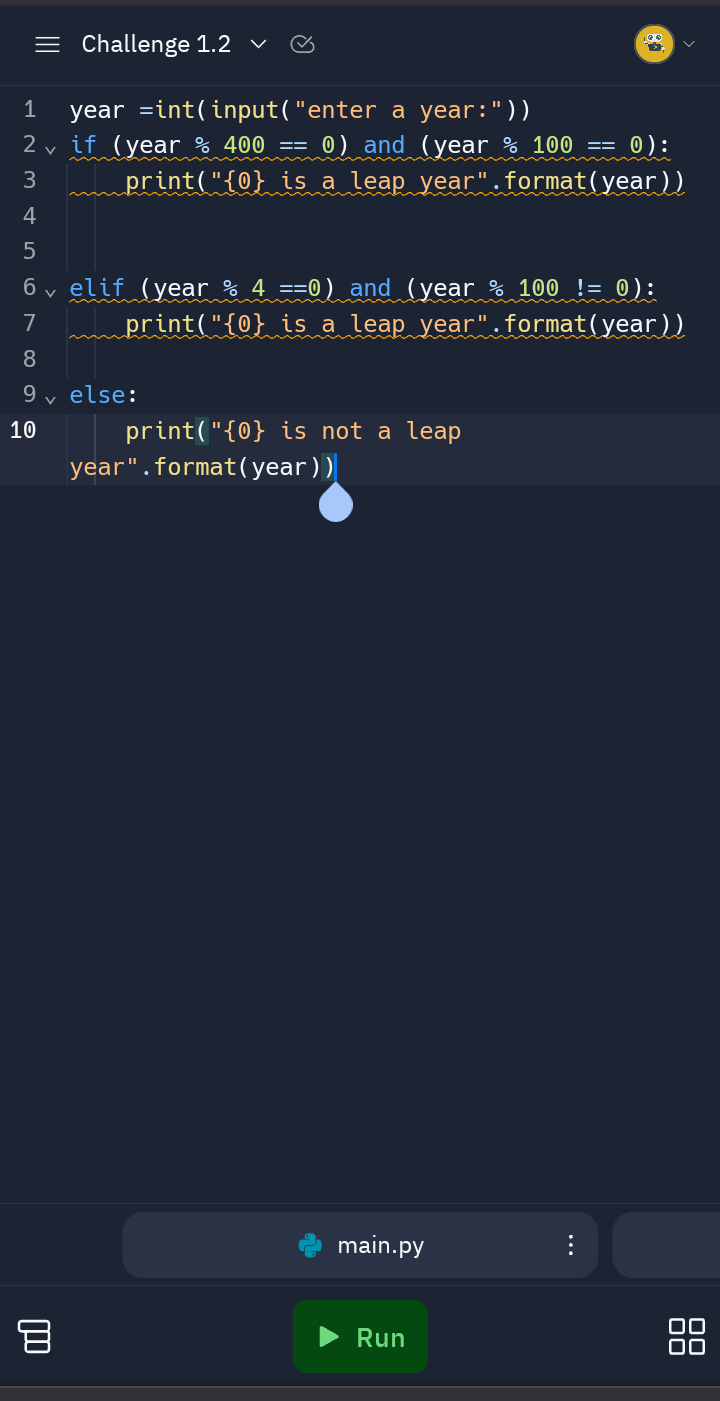 Challenge 1.2
1 year =int(input("enter a year:"))
2 if (year % 400 == 0) and (year % 100 == 0):
3     print("{0} is a leap year".format(year))
4
5
6 elif (year % 4 ==0) and (year % 100 != 0):
7     print("{0} is a leap year".format(year))
8
9 else:
10     print("{0} is not a leap
year".format(year))
main.py
Run